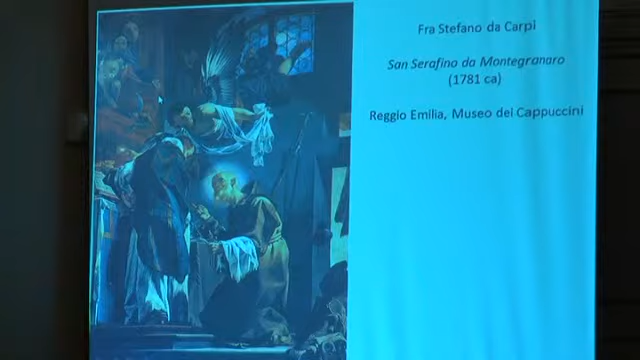 Fra Stefano da Carpi
San Serafino da Montegranaro
(1781 ca)
Reggio Emilia, Museo dei Cappuccini